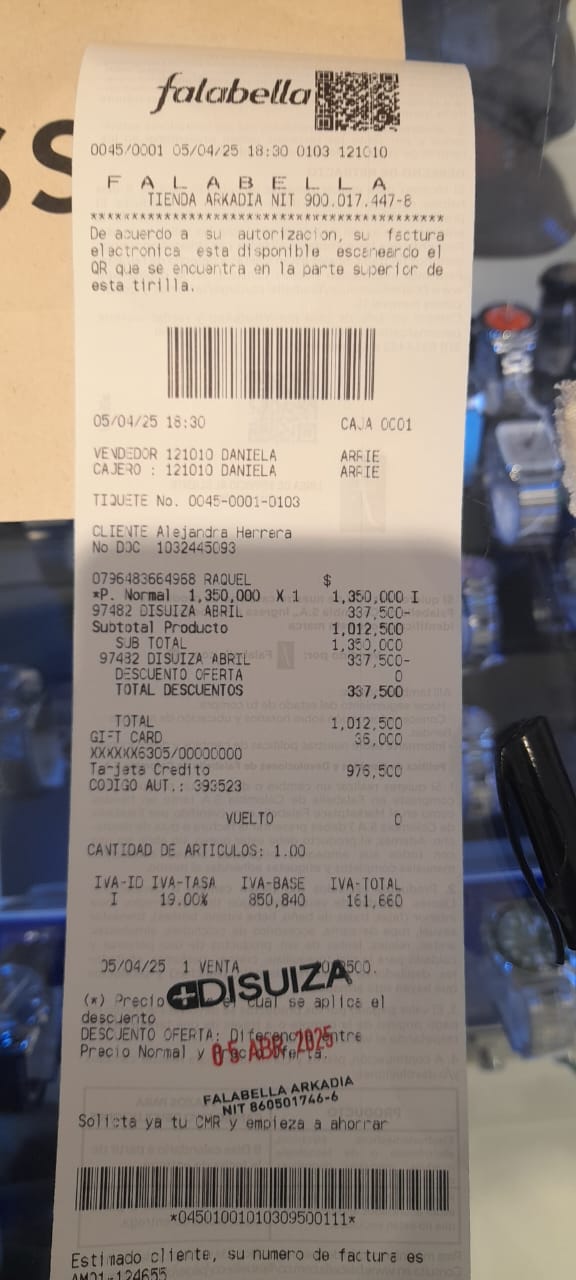 SS
falabella
0045/0001 05/04/25 18:30 0103 121010
F A L A B E L L A
TIENDA ARKADIA NIT 900.017.447-8
********************************************
De acuerdo a su autorizacion, su factura
electronica esta disponible escaneando el
QR que se encuentra en la parte superior de
esta tirilla.
05/04/25 18:30 CAJA 0001
VENDEDOR 121010 DANIELA ARRIE
CAJERO : 121010 DANIELA ARRIE
TIQUETE No. 0045-0001-0103
CLIENTE Alejandra Herrera
No DOC 1032445093
0796483664968 RAQUEL $
*P. Normal 1,350,000 X 1 1,350,000 I
97482 DISUIZA ABRIL 337,500-
Subtotal Producto 1,012,500
SUB TOTAL 1,350,000
97482 DISUIZA ABRIL 337,500-
DESCUENTO OFERTA 0
TOTAL DESCUENTOS 337,500
TOTAL 1,012,500
GIFT CARD 36,000
XXXXXX6305/00000000
Tarjeta Credito 976,500
CODIGO AUT.: 393523
VUELTO 0
CANTIDAD DE ARTICULOS: 1.00
IVA-ID IVA-TASA IVA-BASE IVA-TOTAL
I 19.00% 850,840 161,660
05/04/25 1 VENTA
DISUIZA
(*) Precio el cual se aplica el
descuento
DESCUENTO OFERTA: Diferencia entre
Precio Normal y Precio Oferta.
05 ABR 2025
FALABELLA ARKADIA
NIT 860501746-6
Solicta ya tu CMR y empieza a ahorrar
*04501001010309500111*
Estimado cliente, su numero de factura es
AM01-124655